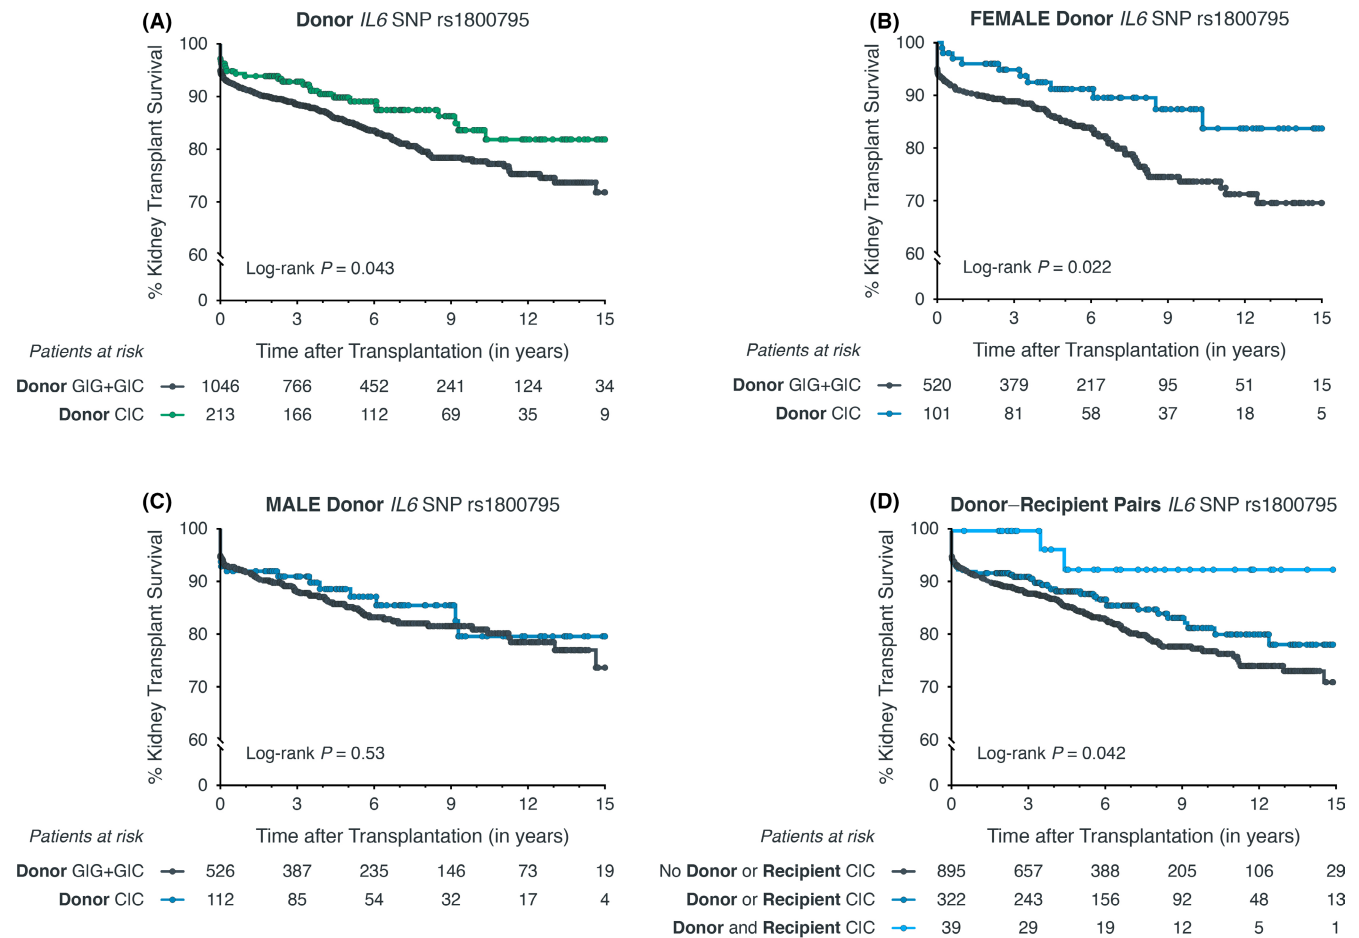 (A) Donor IL6 SNP rs1800795
% Kidney Transplant Survival
100
90
80
70
60
0
Log-rank P = 0.043
0 3 6 9 12 15
Time after Transplantation (in years)
Patients at risk
Donor GIG+GIC 1046 766 452 241 124 34
Donor CIC 213 166 112 69 35 9
(B) FEMALE Donor IL6 SNP rs1800795
% Kidney Transplant Survival
100
90
80
70
60
0
Log-rank P = 0.022
0 3 6 9 12 15
Time after Transplantation (in years)
Patients at risk
Donor GIG+GIC 520 379 217 95 51 15
Donor CIC 101 81 58 37 18 5
(C) MALE Donor IL6 SNP rs1800795
% Kidney Transplant Survival
100
90
80
70
60
0
Log-rank P = 0.53
0 3 6 9 12 15
Time after Transplantation (in years)
Patients at risk
Donor GIG+GIC 526 387 235 146 73 19
Donor CIC 112 85 54 32 17 4
(D) Donor–Recipient Pairs IL6 SNP rs1800795
% Kidney Transplant Survival
100
90
80
70
60
0
Log-rank P = 0.042
0 3 6 9 12 15
Time after Transplantation (in years)
Patients at risk
No Donor or Recipient CIC 895 657 388 205 106 29
Donor or Recipient CIC 322 243 156 92 48 13
Donor and Recipient CIC 39 29 19 12 5 1